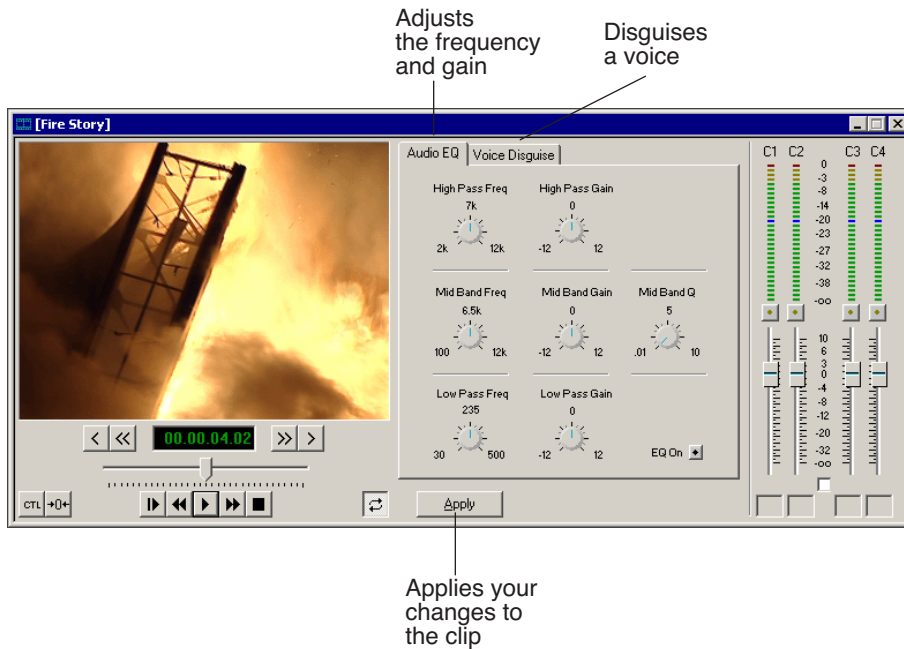 Adjusts
the frequency
and gain
Disguises
a voice
[Fire Story]
Audio EQ
Voice Disguise
High Pass Freq
7k
2k 12k
High Pass Gain
0
-12 12
Mid Band Freq
6.5k
100 12k
Mid Band Gain
0
-12 12
Mid Band Q
5
.01 10
Low Pass Freq
235
30 500
Low Pass Gain
0
-12 12
EQ On
C1 C2 C3 C4
0
-3
-8
-14
-20
-23
-27
-32
-38
-oo
10
6
3
0
-4
-8
-12
-20
-32
-oo
< << 00.00.04.02 >> >
CTL →0←
Apply
Applies your
changes to
the clip